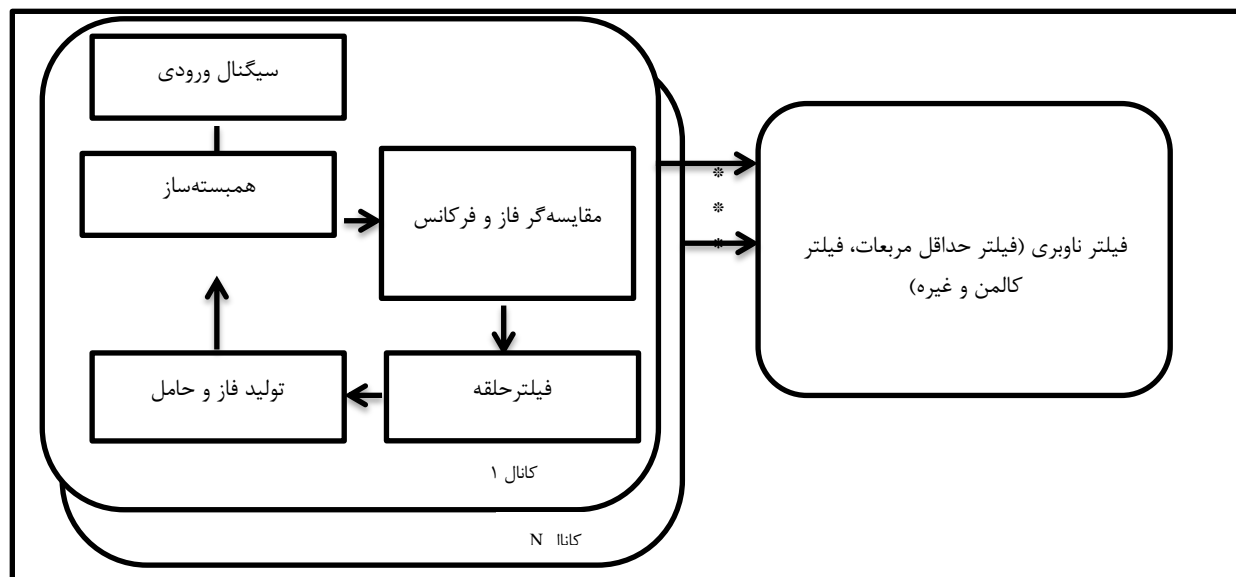 سیگنال ورودی
همبسته‌ساز
مقایسه‌گر فاز و فرکانس
فیلترحلقه
تولید فاز و حامل
کانال ۱
کاناا N
*
*
*
فیلتر ناوبری (فیلتر حداقل مربعات، فیلتر
کالمن و غیره)